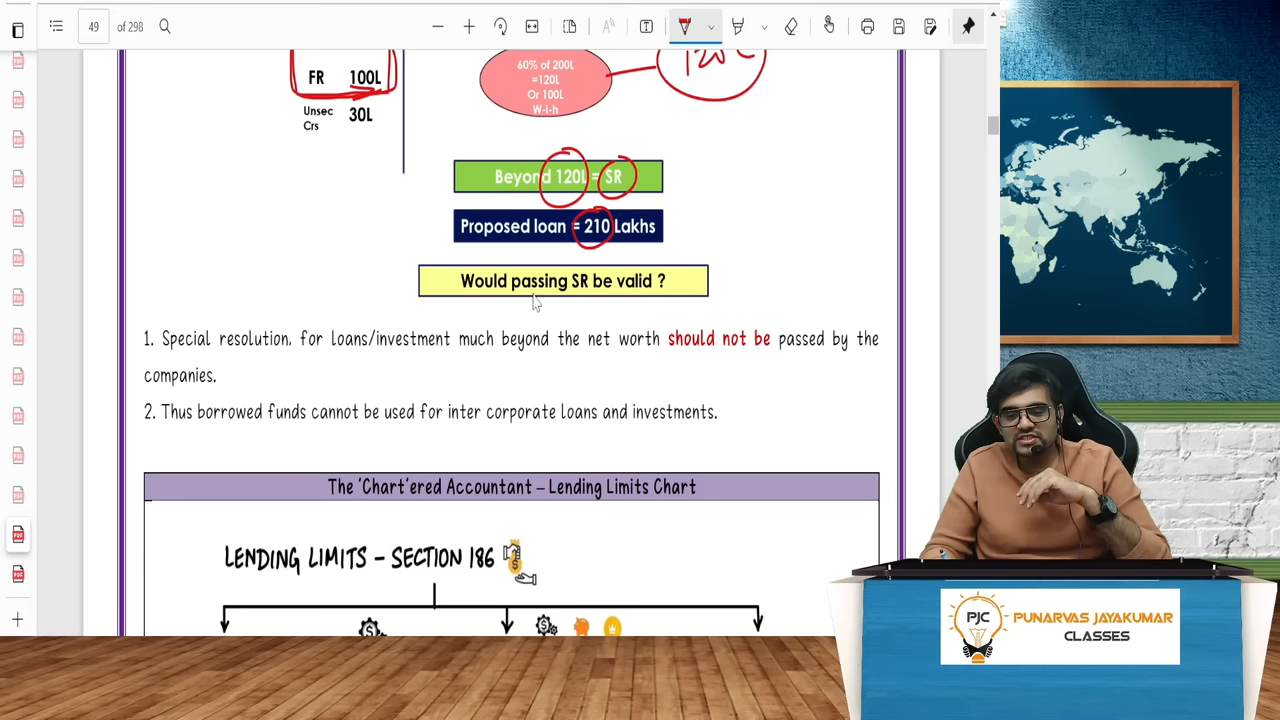 49 of 298
FR 100L
Unsec 30L
Crs
60% of 200L
=120L
Or 100L
W-i-h
120L
Beyond 120L = SR
Proposed loan = 210 Lakhs
Would passing SR be valid ?
1. Special resolution. for loans/investment much beyond the net worth should not be passed by the
companies.
2. Thus borrowed funds cannot be used for inter corporate loans and investments.
The 'Chart'ered Accountant – Lending Limits Chart
LENDING LIMITS – SECTION 186
PJC
PUNARVAS JAYAKUMAR
CLASSES